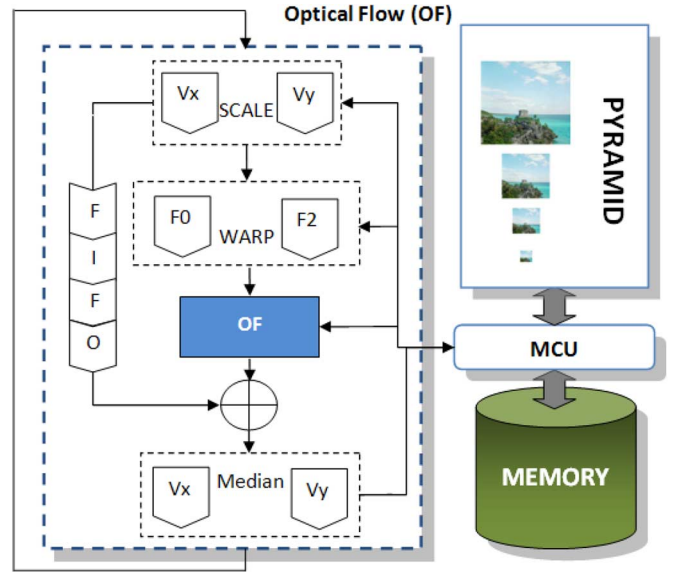 Optical Flow (OF)
Vx
SCALE
Vy
F0
WARP
F2
F
I
F
O
OF
Vx
Median
Vy
PYRAMID
MCU
MEMORY